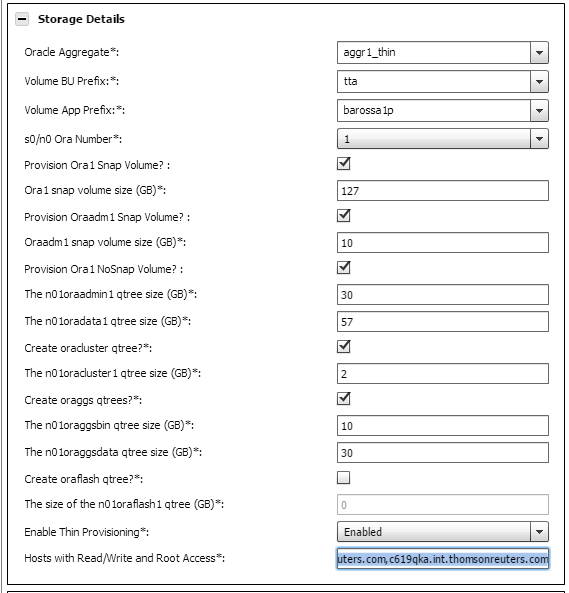 Storage Details
Oracle Aggregate*: aggr1_thin
Volume BU Prefix:*: tta
Volume App Prefix:*: barossa1p
s0/n0 Ora Number*: 1
Provision Ora1 Snap Volume? :
Ora1 snap volume size (GB)*: 127
Provision Oraadm1 Snap Volume? :
Oraadm1 snap volume size (GB)*: 10
Provision Ora1 NoSnap Volume? :
The n01oraadmin1 qtree size (GB)*: 30
The n01oradata1 qtree size (GB)*: 57
Create oracluster qtree?*:
The n01oracluster1 qtree size (GB)*: 2
Create oraggs qtrees?*:
The n01oraggsbin qtree size (GB)*: 10
The n01oraggsdata qtree size (GB)*: 30
Create oraflash qtree?*:
The size of the n01oraflash1 qtree (GB)*: 0
Enable Thin Provisioning*: Enabled
Hosts with Read/Write and Root Access*: uters.com,c619qka.int.thomsonreuters.com